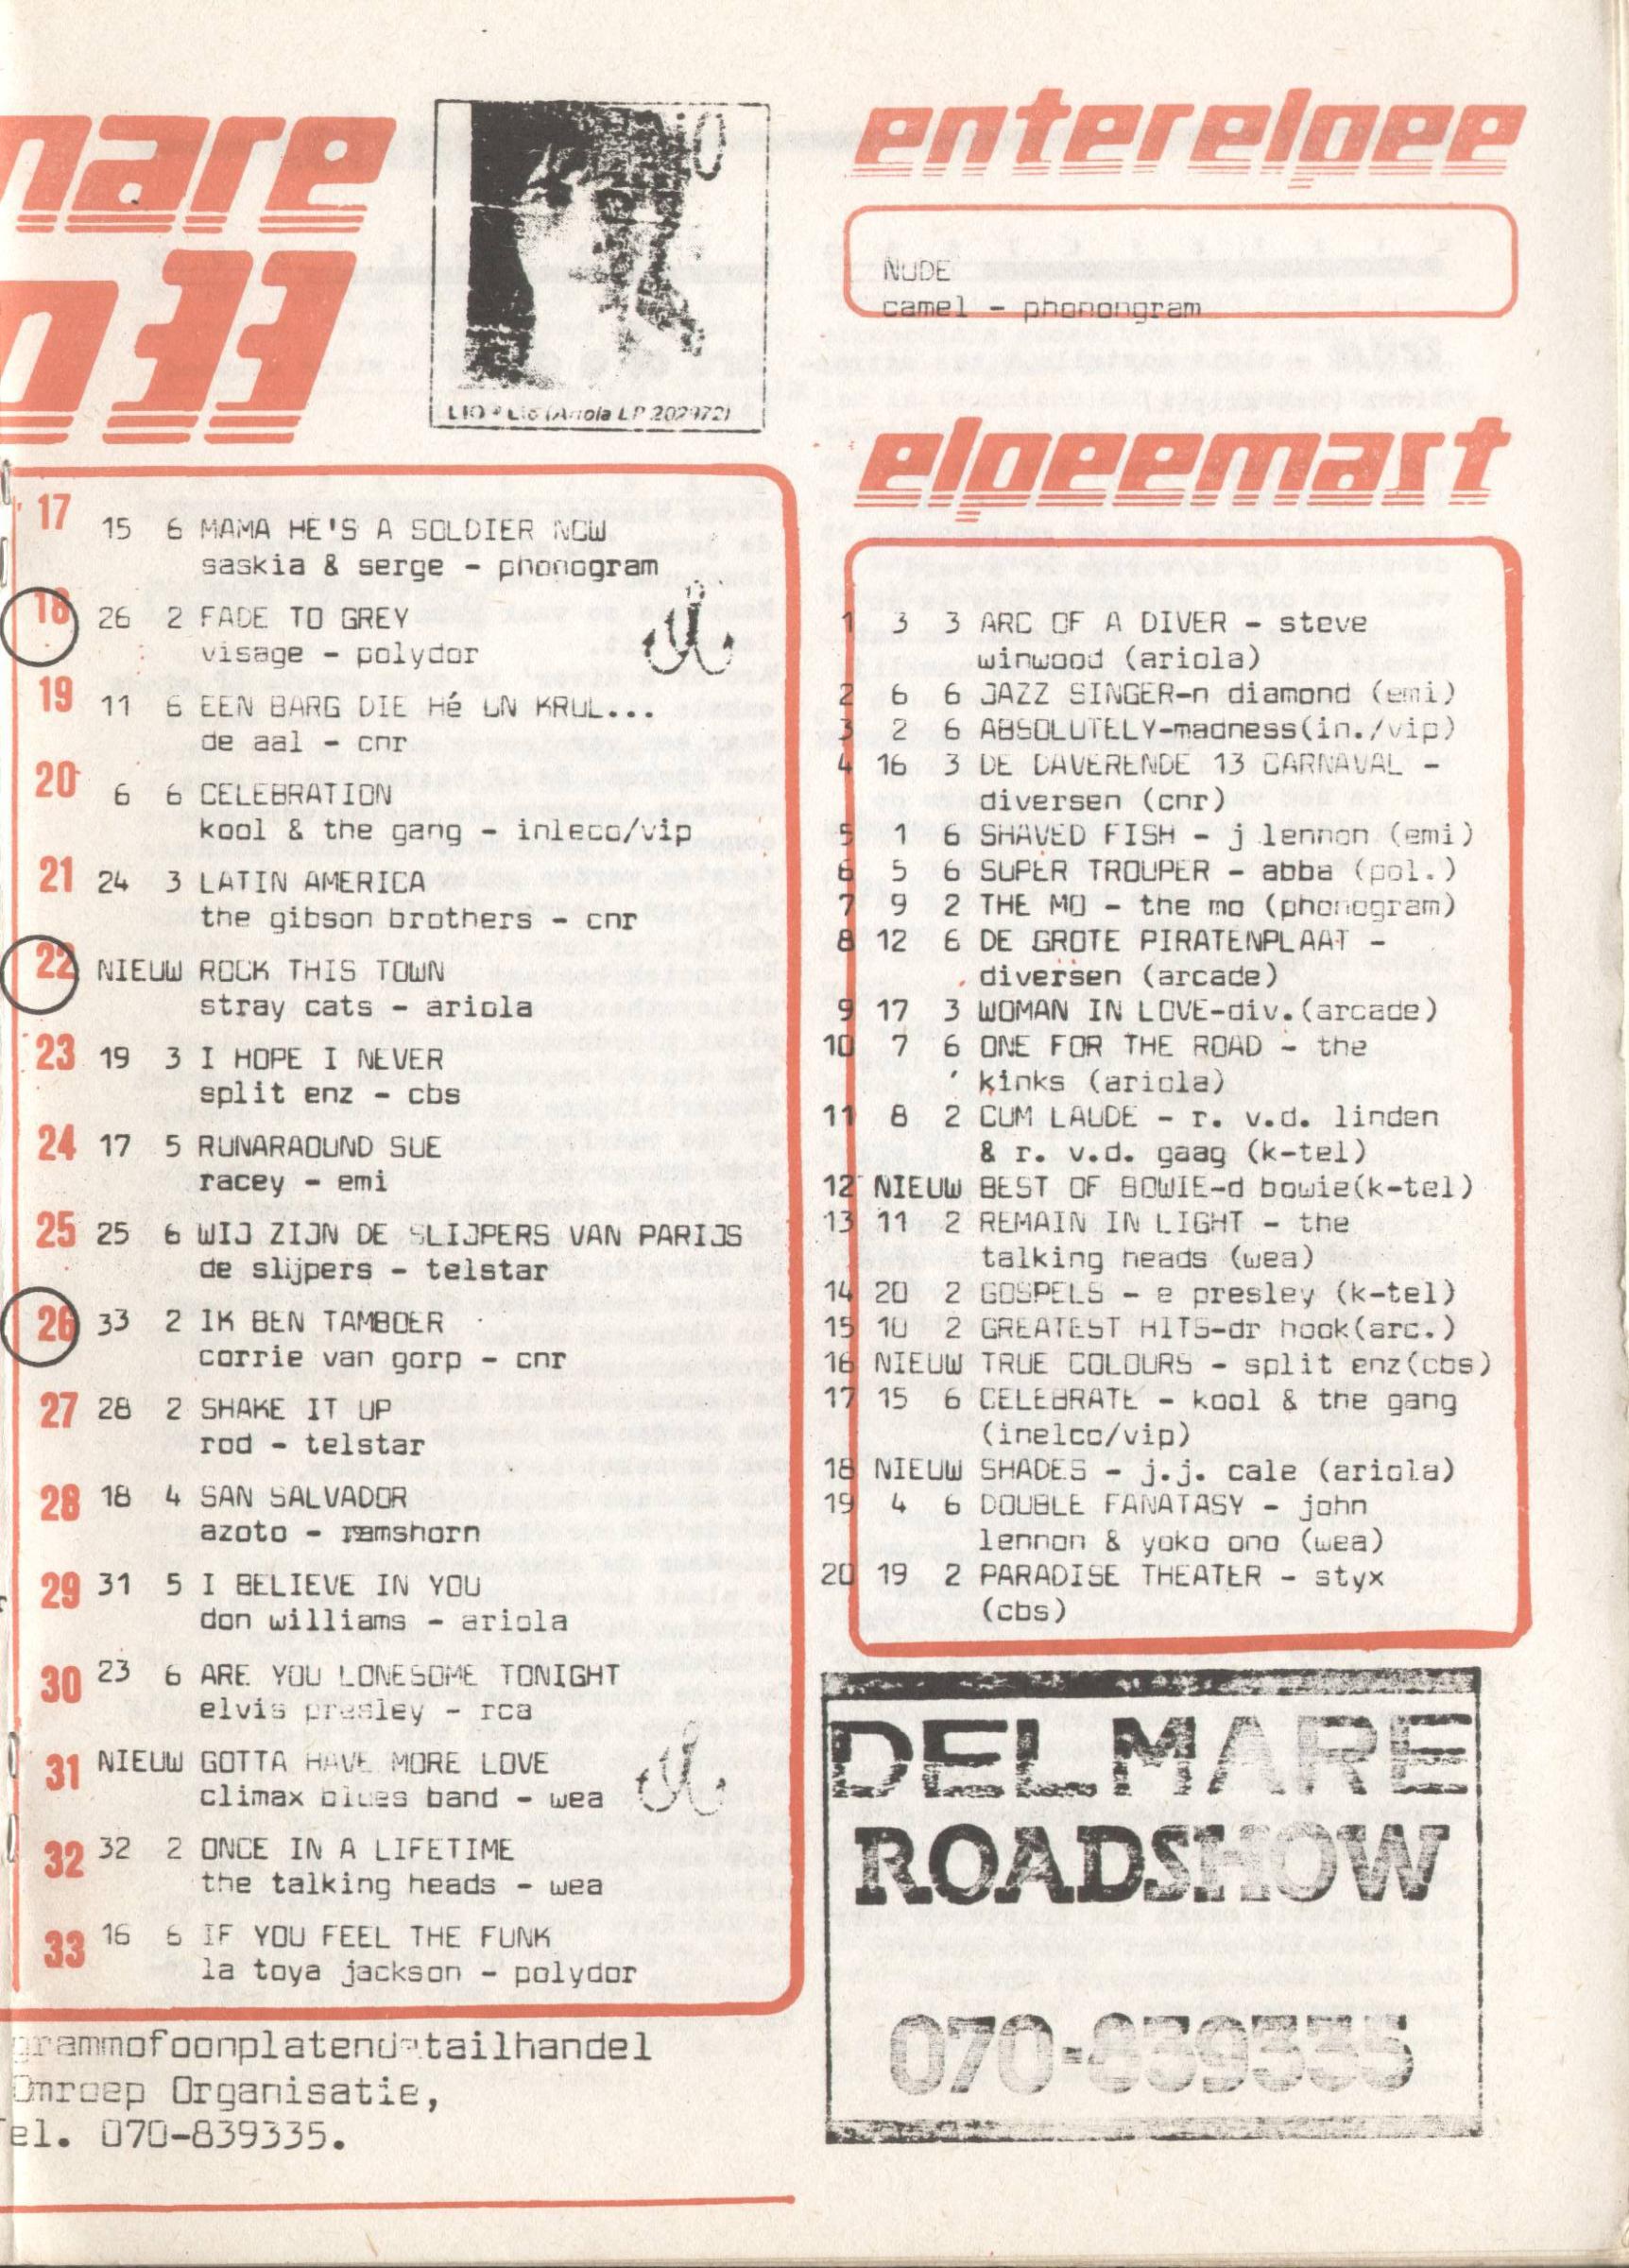 mare
n 33
LIO - Lio (Ariola LP 202972)
17 15 6 MAMA HE'S A SOLDIER NOW
saskia & serge - phonogram
18 26 2 FADE TO GREY
visage - polydor
19 11 6 EEN BARG DIE Hé UN KRUL...
de aal - cnr
20 6 6 CELEBRATION
kool & the gang - inleco/vip
21 24 3 LATIN AMERICA
the gibson brothers - cnr
22 NIEUW ROCK THIS TOWN
stray cats - ariola
23 19 3 I HOPE I NEVER
split enz - cbs
24 17 5 RUNARAOUND SUE
racey - emi
25 25 6 WIJ ZIJN DE SLIJPERS VAN PARIJS
de slijpers - telstar
26 33 2 IK BEN TAMBOER
corrie van gorp - cnr
27 28 2 SHAKE IT UP
rod - telstar
28 18 4 SAN SALVADOR
azoto - ramshorn
29 31 5 I BELIEVE IN YOU
don williams - ariola
30 23 6 ARE YOU LONESOME TONIGHT
elvis presley - rca
31 NIEUW GOTTA HAVE MORE LOVE
climax blues band - wea
32 32 2 ONCE IN A LIFETIME
the talking heads - wea
33 16 6 IF YOU FEEL THE FUNK
la toya jackson - polydor
grammofoonplatendetailhandel
Omroep Organisatie,
el. 070-839335.
enterelpee
NUDE
camel - phonongram
elpeemart
1 3 3 ARC OF A DIVER - steve
winwood (ariola)
2 6 6 JAZZ SINGER-n diamond (emi)
3 2 6 ABSOLUTELY-madness(in./vip)
4 16 3 DE DAVERENDE 13 CARNAVAL -
diversen (cnr)
5 1 6 SHAVED FISH - j lennon (emi)
6 5 6 SUPER TROUPER - abba (pol.)
7 9 2 THE MO - the mo (phonogram)
8 12 6 DE GROTE PIRATENPLAAT -
diversen (arcade)
9 17 3 WOMAN IN LOVE-div.(arcade)
10 7 6 ONE FOR THE ROAD - the
kinks (ariola)
11 8 2 CUM LAUDE - r. v.d. linden
& r. v.d. gaag (k-tel)
12 NIEUW BEST OF BOWIE-d bowie(k-tel)
13 11 2 REMAIN IN LIGHT - the
talking heads (wea)
14 20 2 GOSPELS - e presley (k-tel)
15 10 2 GREATEST HITS-dr hook(arc.)
16 NIEUW TRUE COLOURS - split enz(cbs)
17 15 6 CELEBRATE - kool & the gang
(inelco/vip)
18 NIEUW SHADES - j.j. cale (ariola)
19 4 6 DOUBLE FANATASY - john
lennon & yoko ono (wea)
20 19 2 PARADISE THEATER - styx
(cbs)
DELMARE
ROADSHOW
070-839335